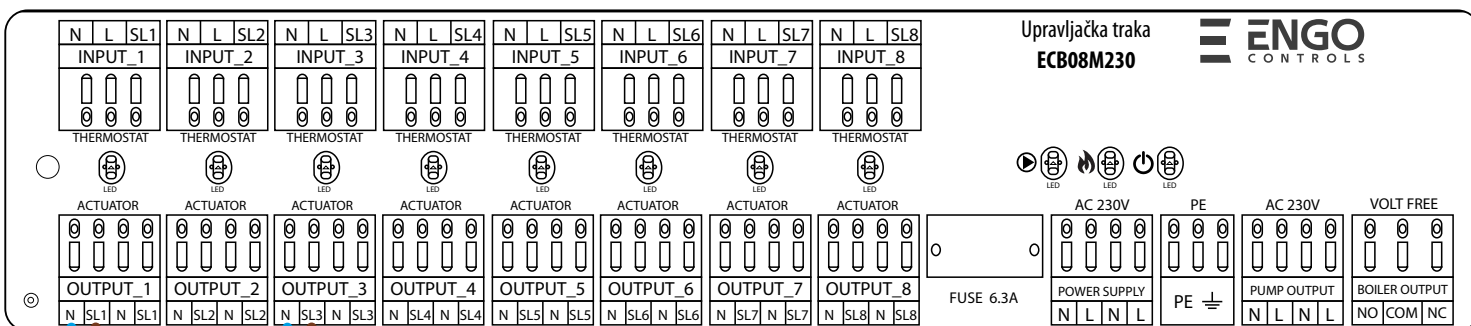 N L SL1 N L SL2 N L SL3 N L SL4 N L SL5 N L SL6 N L SL7 N L SL8
INPUT_1 INPUT_2 INPUT_3 INPUT_4 INPUT_5 INPUT_6 INPUT_7 INPUT_8
THERMOSTAT THERMOSTAT THERMOSTAT THERMOSTAT THERMOSTAT THERMOSTAT THERMOSTAT THERMOSTAT
Upravljačka traka
ECB08M230
ENGO
CONTROLS
LED LED LED LED LED LED LED LED LED LED LED
ACTUATOR ACTUATOR ACTUATOR ACTUATOR ACTUATOR ACTUATOR ACTUATOR ACTUATOR AC 230V PE AC 230V VOLT FREE
OUTPUT_1 OUTPUT_2 OUTPUT_3 OUTPUT_4 OUTPUT_5 OUTPUT_6 OUTPUT_7 OUTPUT_8 FUSE 6.3A POWER SUPPLY PE PUMP OUTPUT BOILER OUTPUT
N SL1 N SL1 N SL2 N SL2 N SL3 N SL3 N SL4 N SL4 N SL5 N SL5 N SL6 N SL6 N SL7 N SL7 N SL8 N SL8 N L N L N L N L NO COM NC